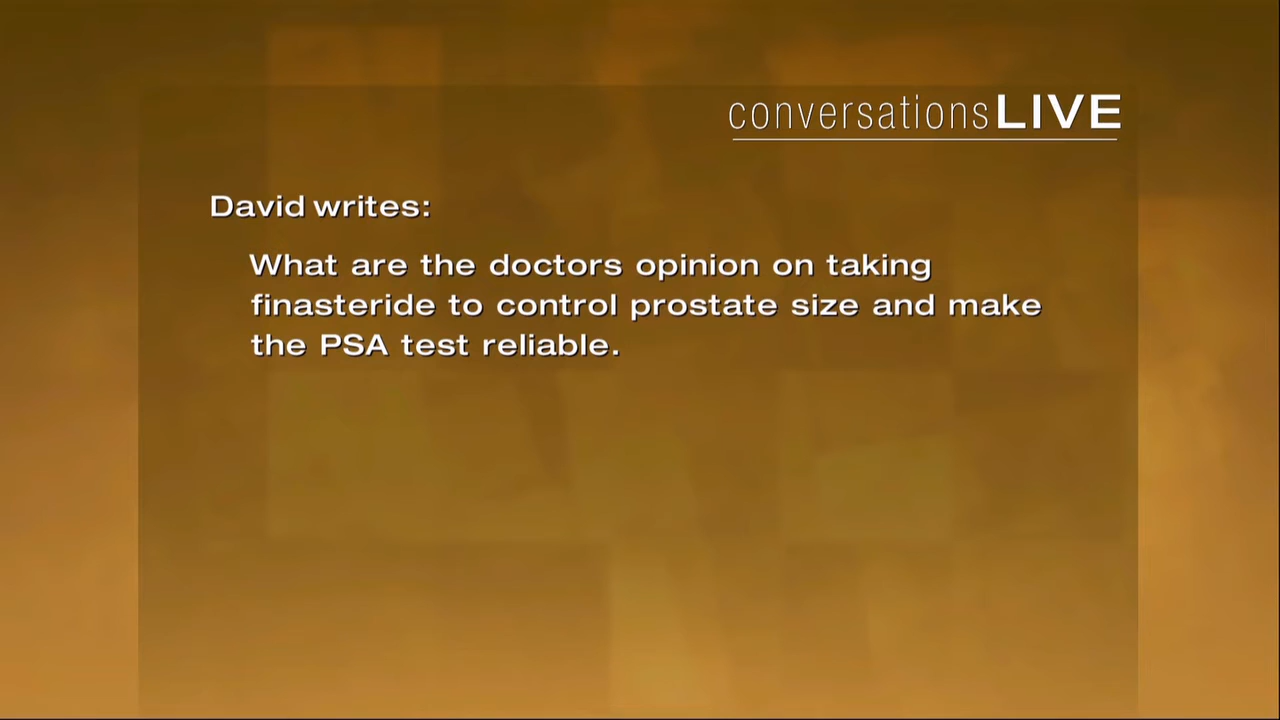 conversationsLIVE
David writes:
What are the doctors opinion on taking
finasteride to control prostate size and make
the PSA test reliable.